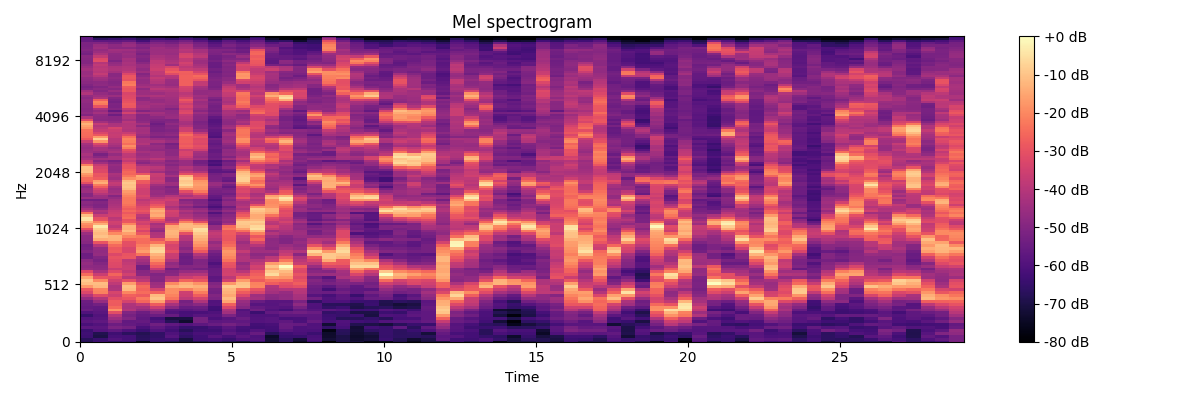 Mel spectrogram
Hz
8192
4096
2048
1024
512
0
0 5 10 15 20 25
Time
+0 dB
-10 dB
-20 dB
-30 dB
-40 dB
-50 dB
-60 dB
-70 dB
-80 dB